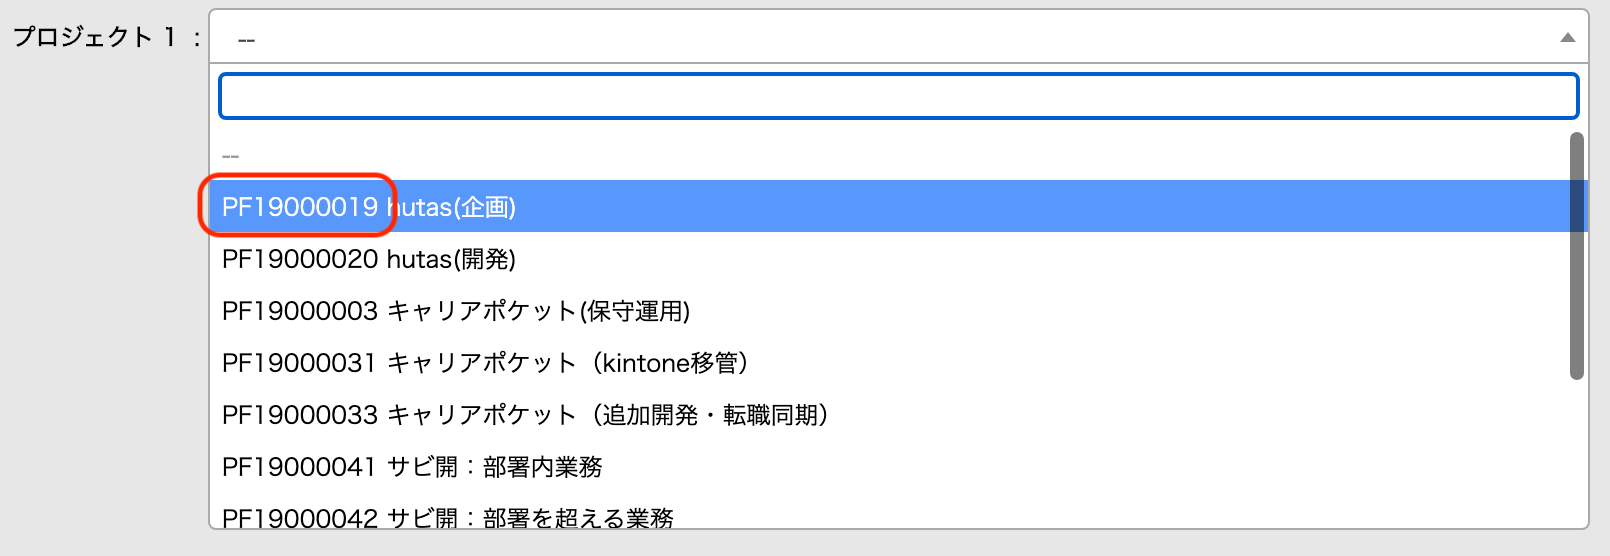 プロジェクト 1 ： --
--
PF19000019 hutas(企画)
PF19000020 hutas(開発)
PF19000003 キャリアポケット(保守運用)
PF19000031 キャリアポケット（kintone移管）
PF19000033 キャリアポケット（追加開発・転職同期）
PF19000041 サビ開：部署内業務
PF19000042 サビ開：部署を超える業務